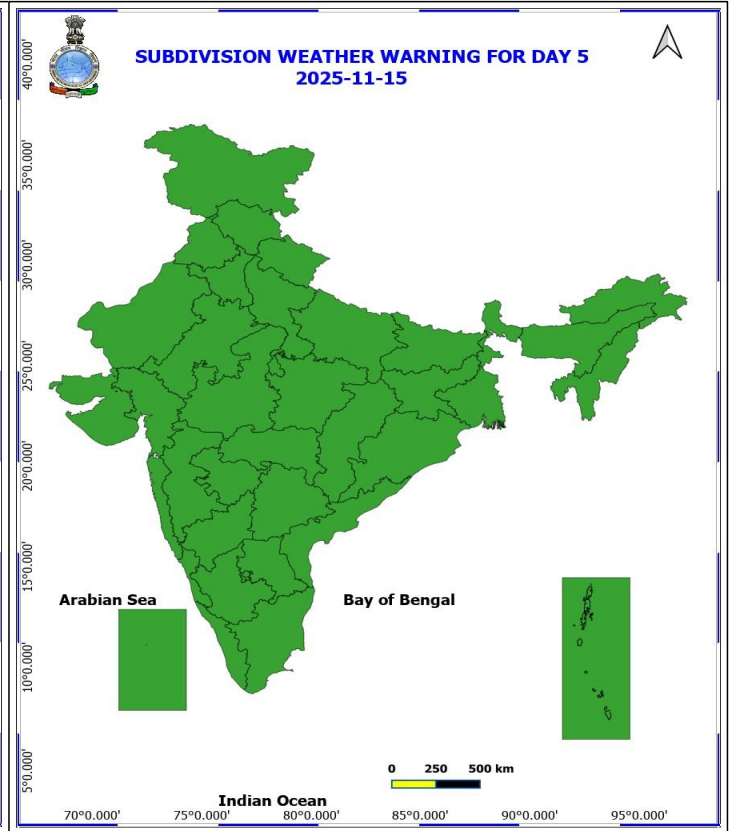 SUBDIVISION WEATHER WARNING FOR DAY 5
2025-11-15
40°0.000'
35°0.000'
30°0.000'
25°0.000'
20°0.000'
15°0.000'
10°0.000'
5°0.000'
Arabian Sea
Bay of Bengal
0 250 500 km
Indian Ocean
70°0.000' 75°0.000' 80°0.000' 85°0.000' 90°0.000' 95°0.000'